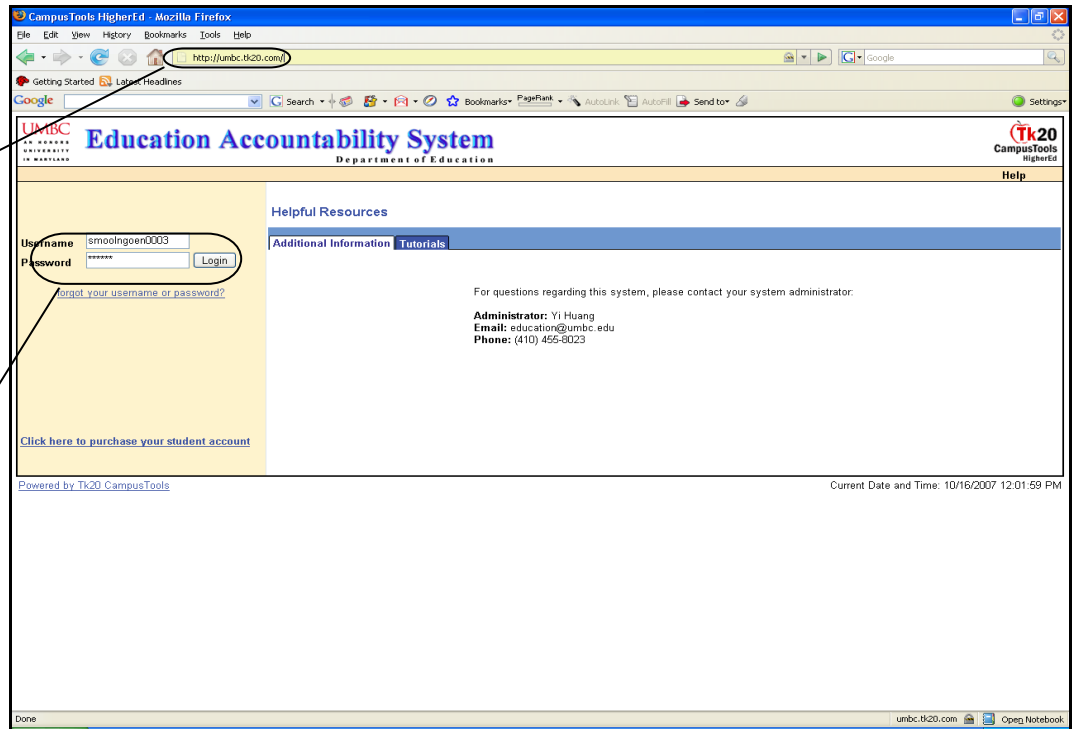 CampusTools HigherEd - Mozilla Firefox
File Edit View History Bookmarks Tools Help
http://umbc.tk20.com/
Google
Getting Started Latest Headlines
Google Search Bookmarks PageRank AutoLink AutoFill Send to Settings
UMBC
AN HONORS
UNIVERSITY
IN MARYLAND
Education Accountability System
Department of Education
Tk20
CampusTools
HigherEd
Help
Helpful Resources
Additional Information Tutorials
Username smoolngoen0003
Password ****** Login
forgot your username or password?
For questions regarding this system, please contact your system administrator:
Administrator: Yi Huang
Email: education@umbc.edu
Phone: (410) 455-8023
Click here to purchase your student account
Powered by Tk20 CampusTools
Current Date and Time: 10/16/2007 12:01:59 PM
Done
umbc.tk20.com Open Notebook